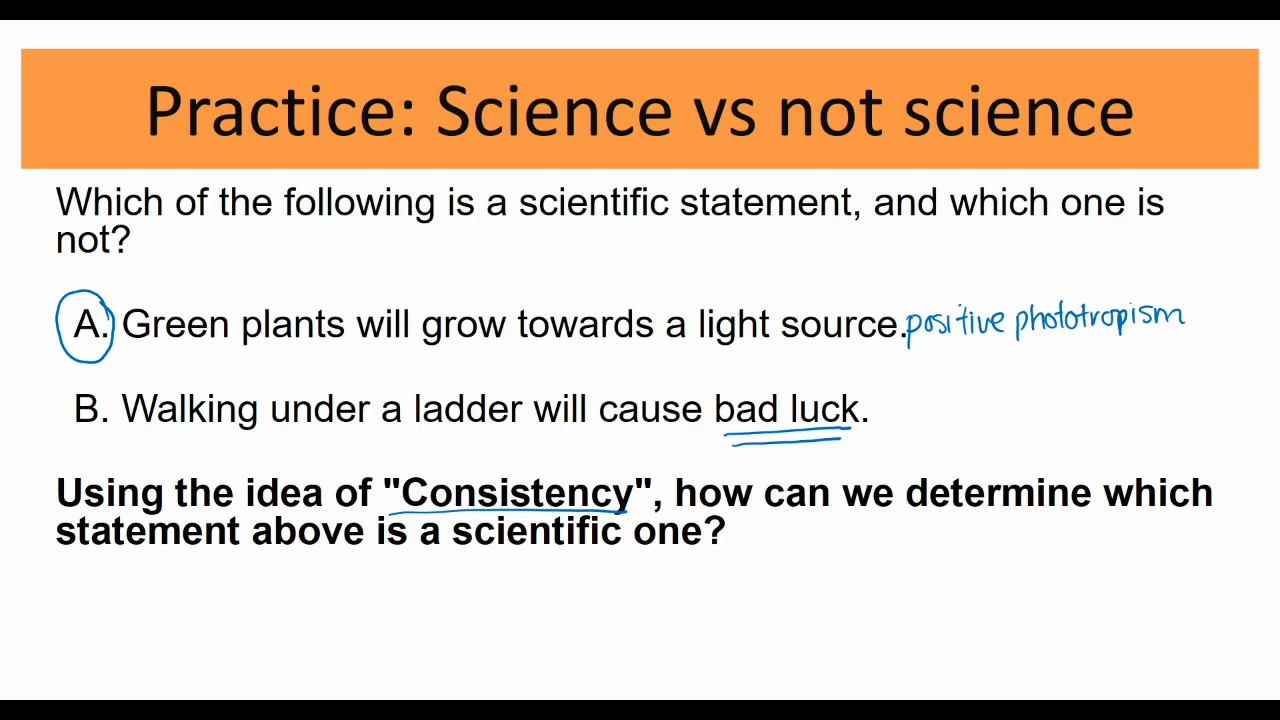 Practice: Science vs not science
Which of the following is a scientific statement, and which one is
not?
A. Green plants will grow towards a light source. positive phototropism
B. Walking under a ladder will cause bad luck.
Using the idea of "Consistency", how can we determine which
statement above is a scientific one?